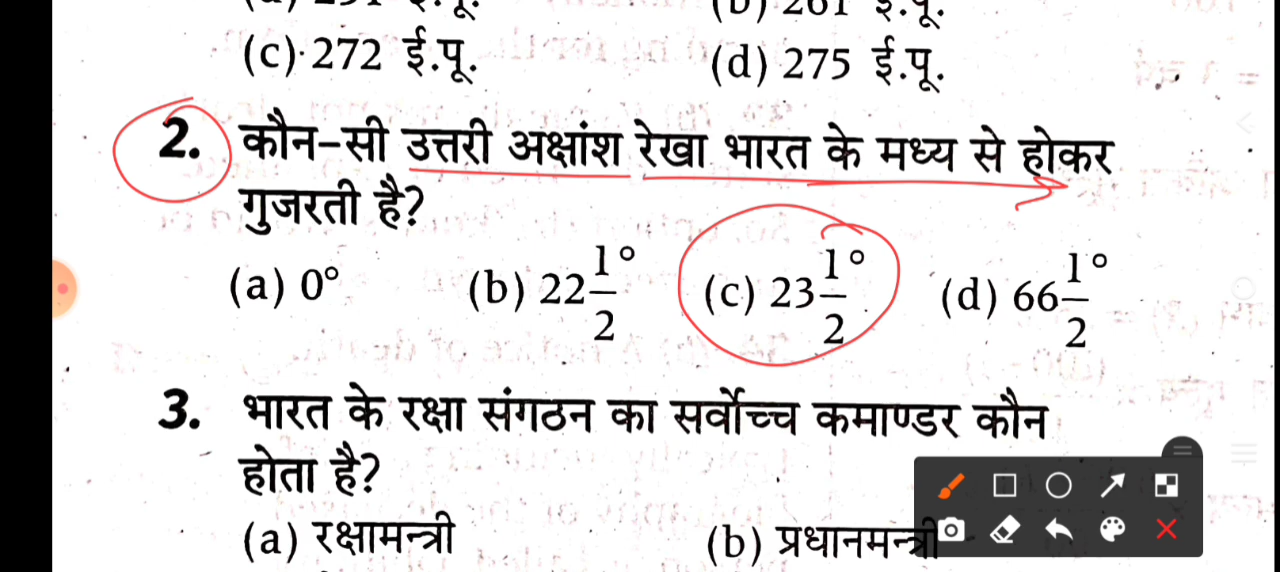 (c) 272 ई.पू. (d) 275 ई.पू.
2. कौन-सी उत्तरी अक्षांश रेखा भारत के मध्य से होकर
गुजरती है?
(a) 0° (b) 22 1/2° (c) 23 1/2° (d) 66 1/2°
3. भारत के रक्षा संगठन का सर्वोच्च कमाण्डर कौन
होता है?
(a) रक्षामन्त्री (b) प्रधानमन्त्री